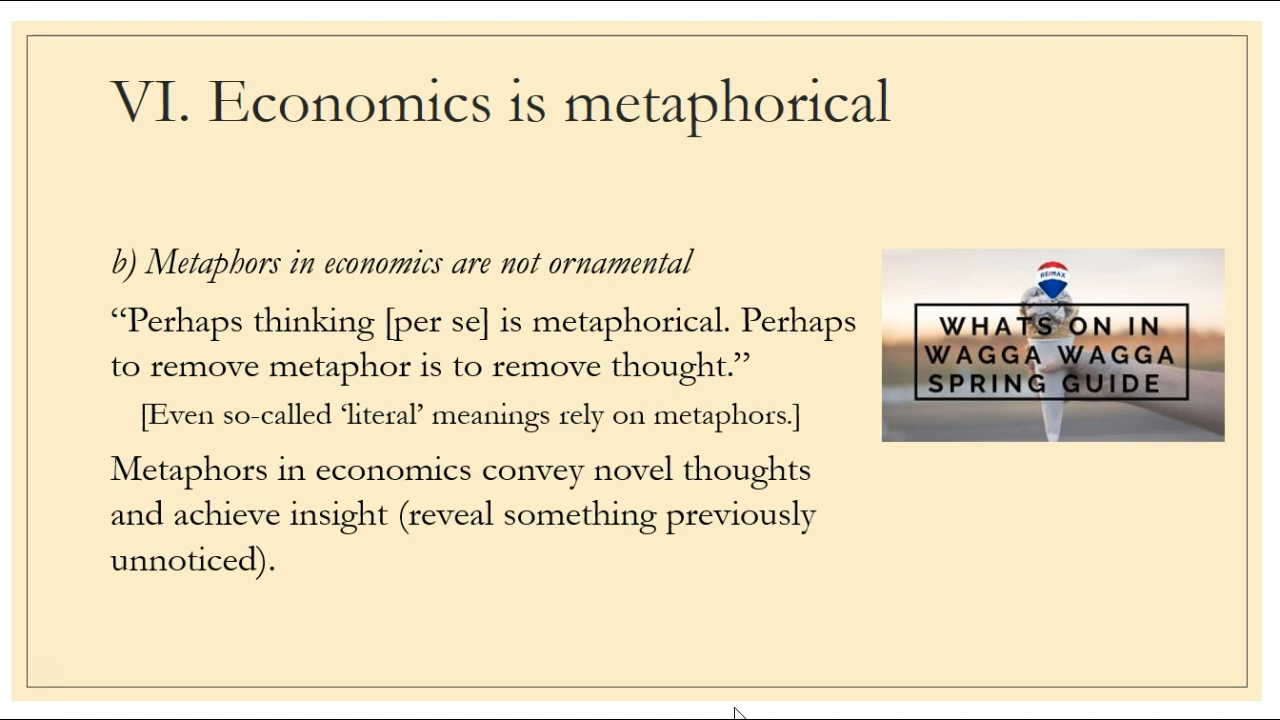 VI. Economics is metaphorical
b) Metaphors in economics are not ornamental
“Perhaps thinking [per se] is metaphorical. Perhaps
to remove metaphor is to remove thought.”
[Even so-called ‘literal’ meanings rely on metaphors.]
Metaphors in economics convey novel thoughts
and achieve insight (reveal something previously
unnoticed).
RE/MAX
WHATS ON IN
WAGGA WAGGA
SPRING GUIDE